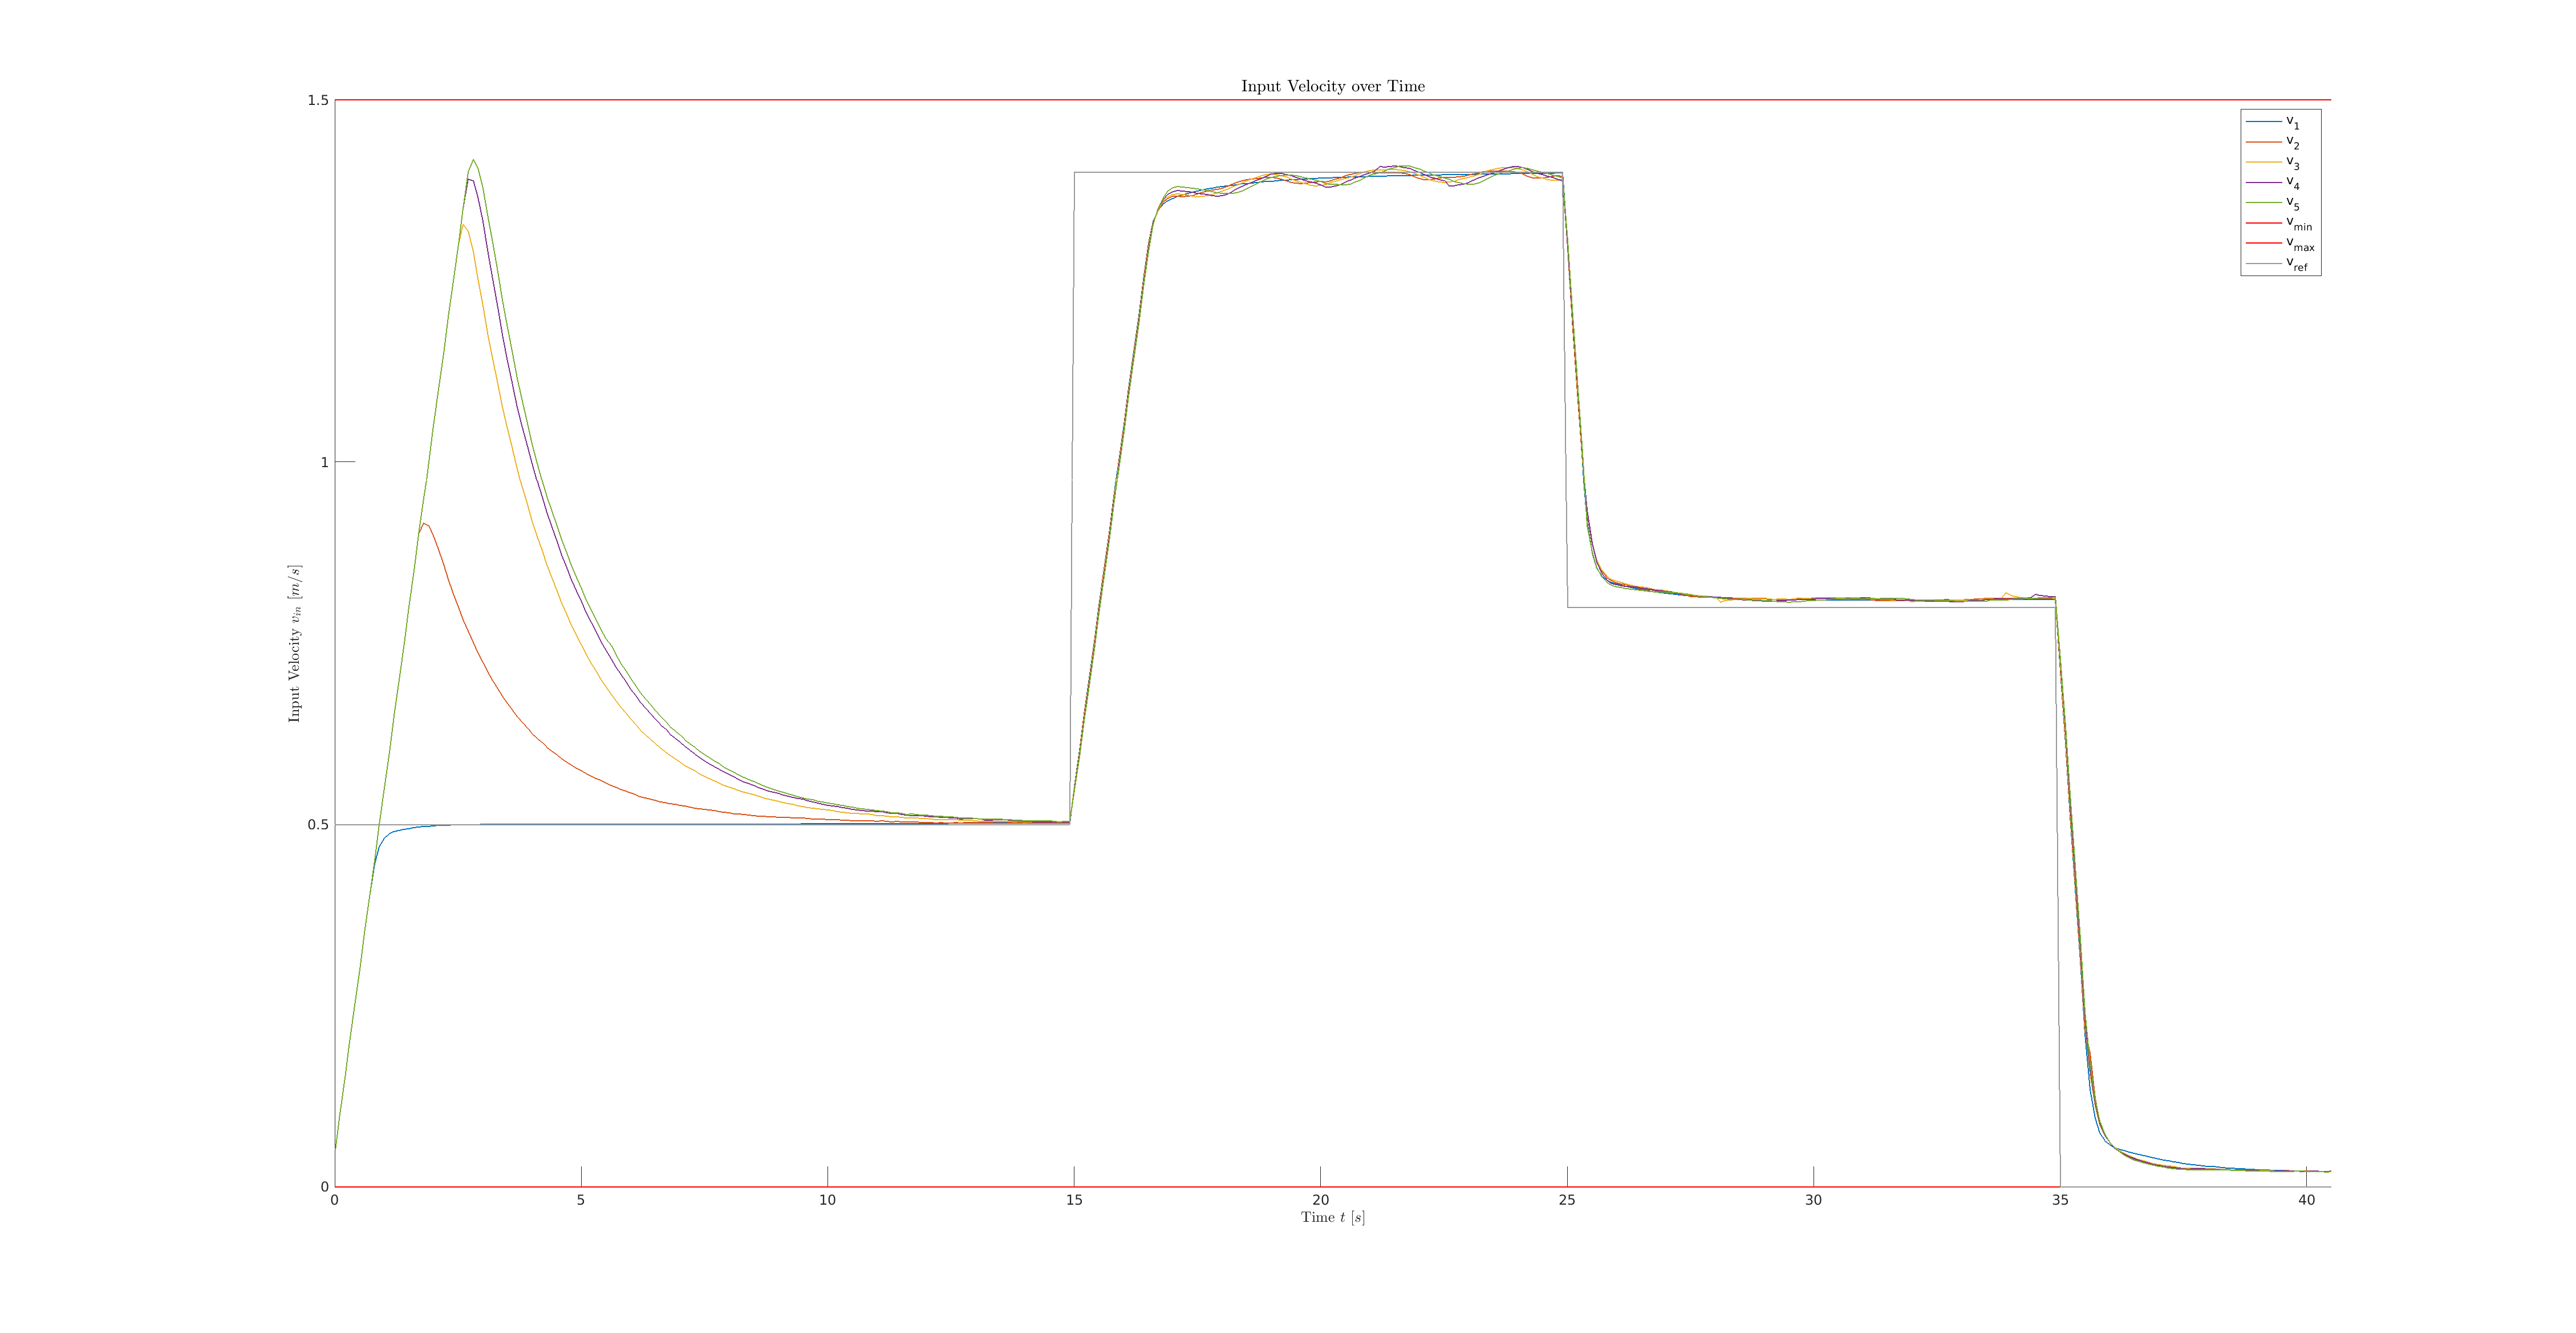 Input Velocity over Time
1.5
1
0.5
0
Input Velocity v_in [m/s]
v_1
v_2
v_3
v_4
v_5
v_min
v_max
v_ref
0 5 10 15 20 25 30 35 40
Time t [s]